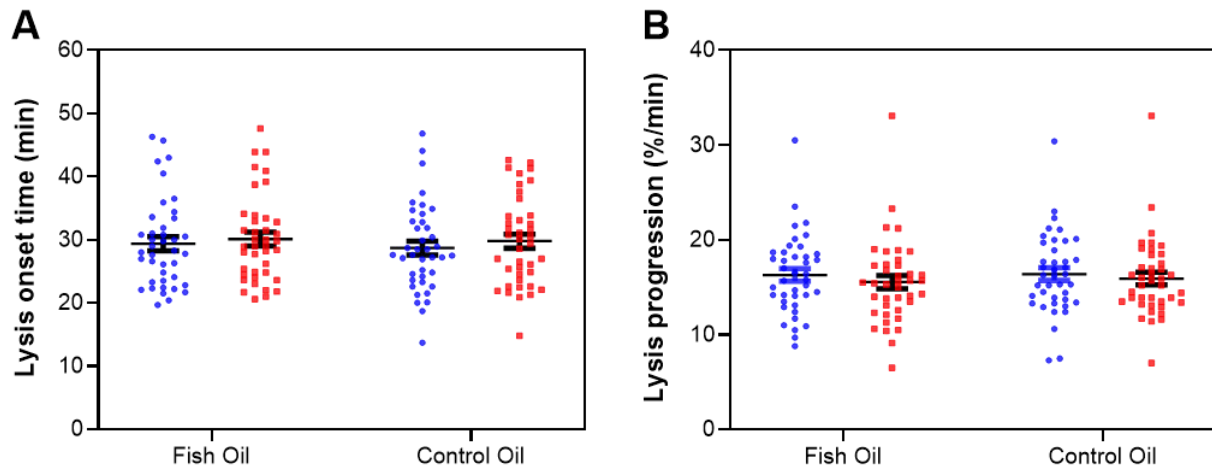 A
Lysis onset time (min)
60
50
40
30
20
10
0
Fish Oil
Control Oil
B
Lysis progression (%/min)
40
30
20
10
0
Fish Oil
Control Oil